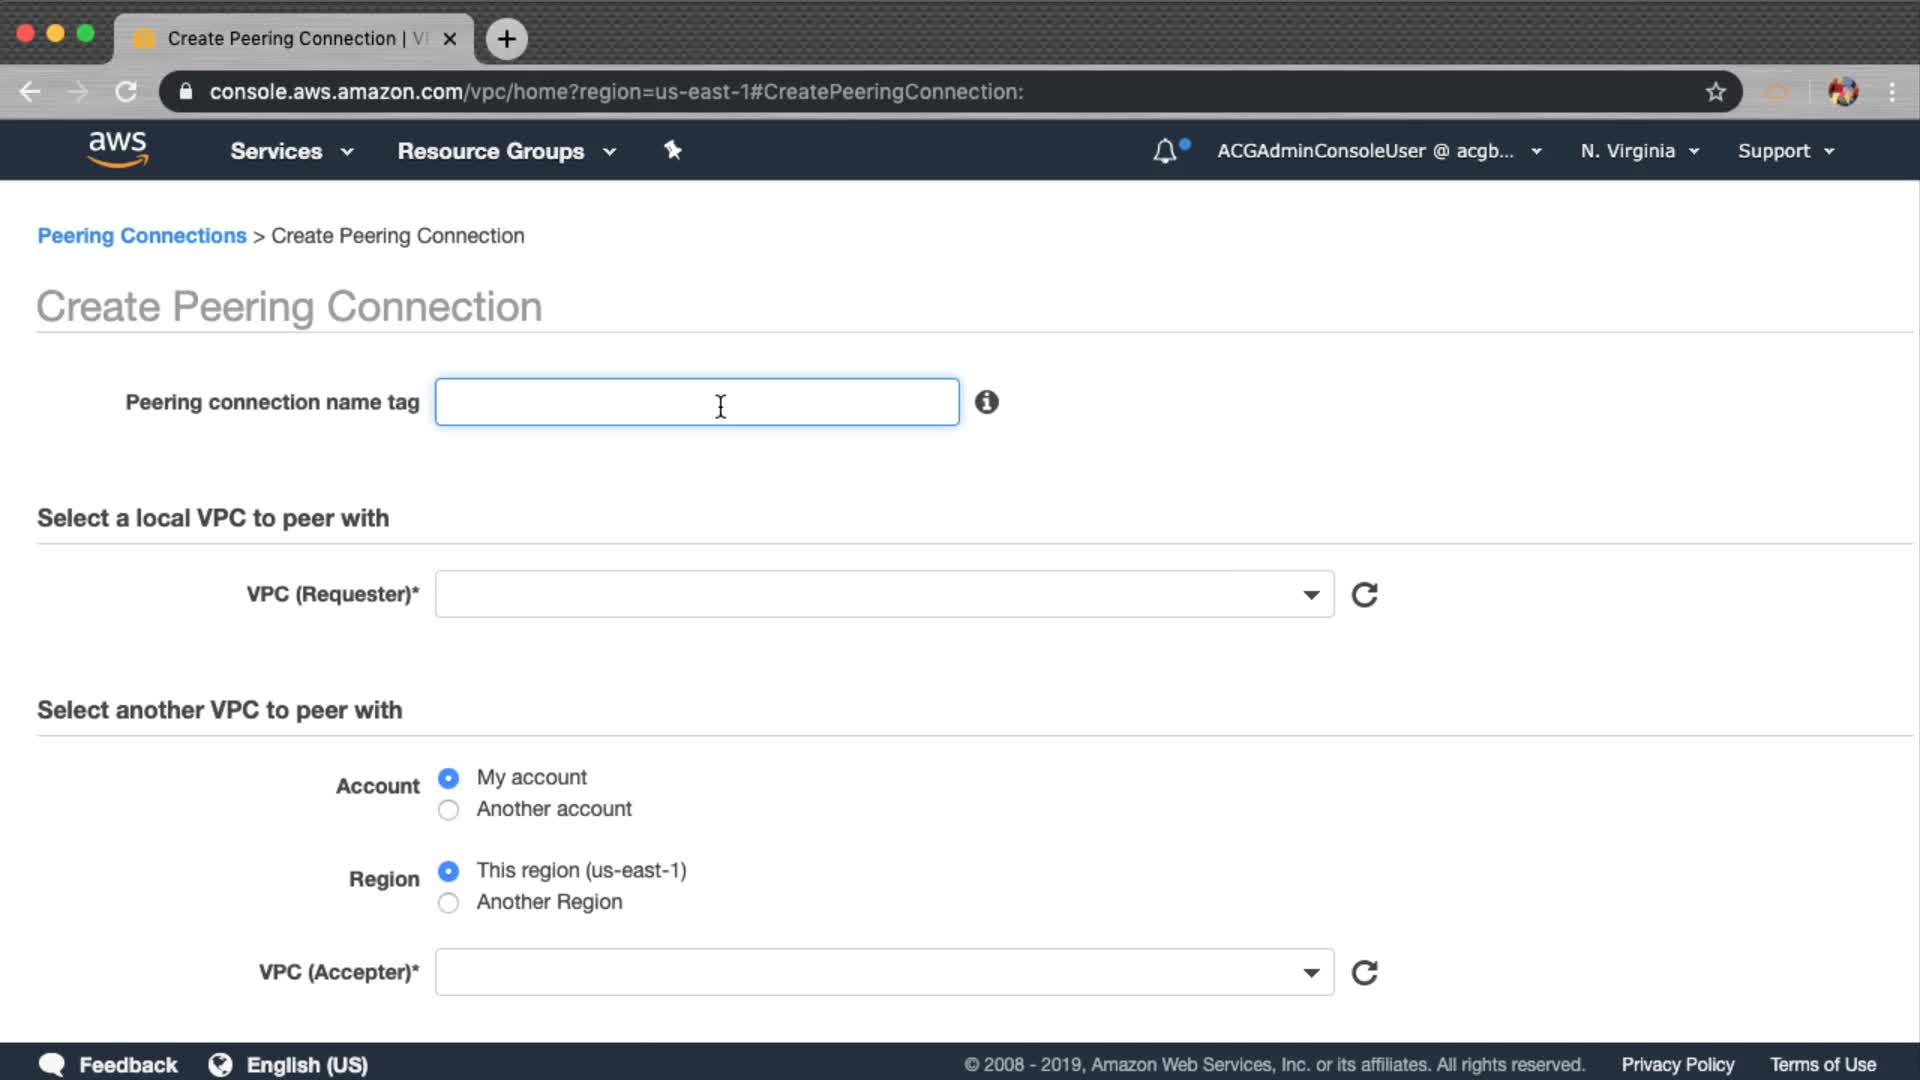 Create Peering Connection | VP
console.aws.amazon.com/vpc/home?region=us-east-1#CreatePeeringConnection:
aws Services Resource Groups ACGAdminConsoleUser @ acgb... N. Virginia Support
Peering Connections > Create Peering Connection
Create Peering Connection
Peering connection name tag
Select a local VPC to peer with
VPC (Requester)*
Select another VPC to peer with
Account My account
Another account
Region This region (us-east-1)
Another Region
VPC (Accepter)*
Feedback English (US) © 2008 - 2019, Amazon Web Services, Inc. or its affiliates. All rights reserved. Privacy Policy Terms of Use